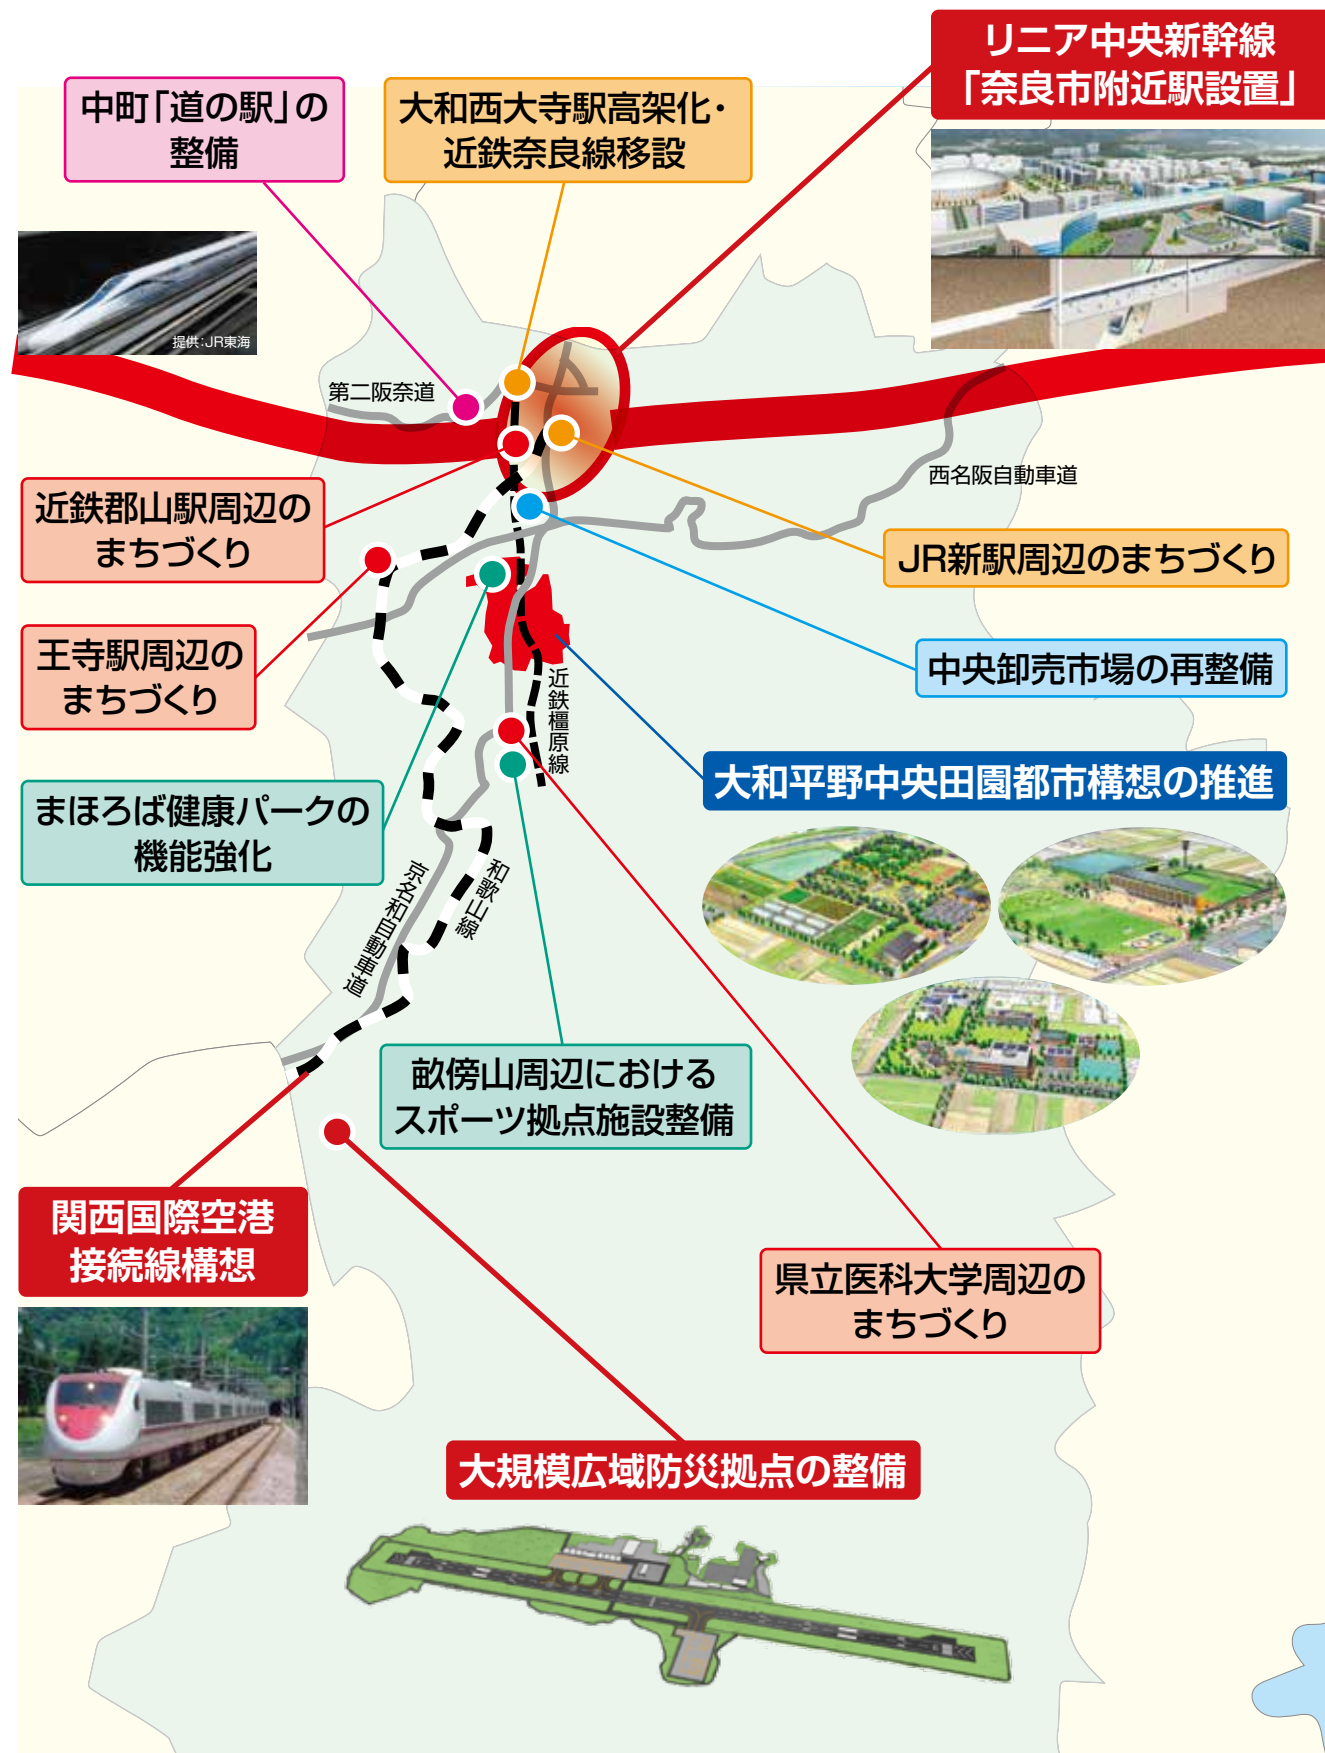 リニア中央新幹線
「奈良市附近駅設置」
中町「道の駅」の
整備
大和西大寺駅高架化・
近鉄奈良線移設
提供:JR東海
第二阪奈道
西名阪自動車道
近鉄郡山駅周辺の
まちづくり
JR新駅周辺のまちづくり
王寺駅周辺の
まちづくり
中央卸売市場の再整備
近鉄橿原線
大和平野中央田園都市構想の推進
まほろば健康パークの
機能強化
京名和自動車道
和歌山線
畝傍山周辺における
スポーツ拠点施設整備
関西国際空港
接続線構想
県立医科大学周辺の
まちづくり
大規模広域防災拠点の整備